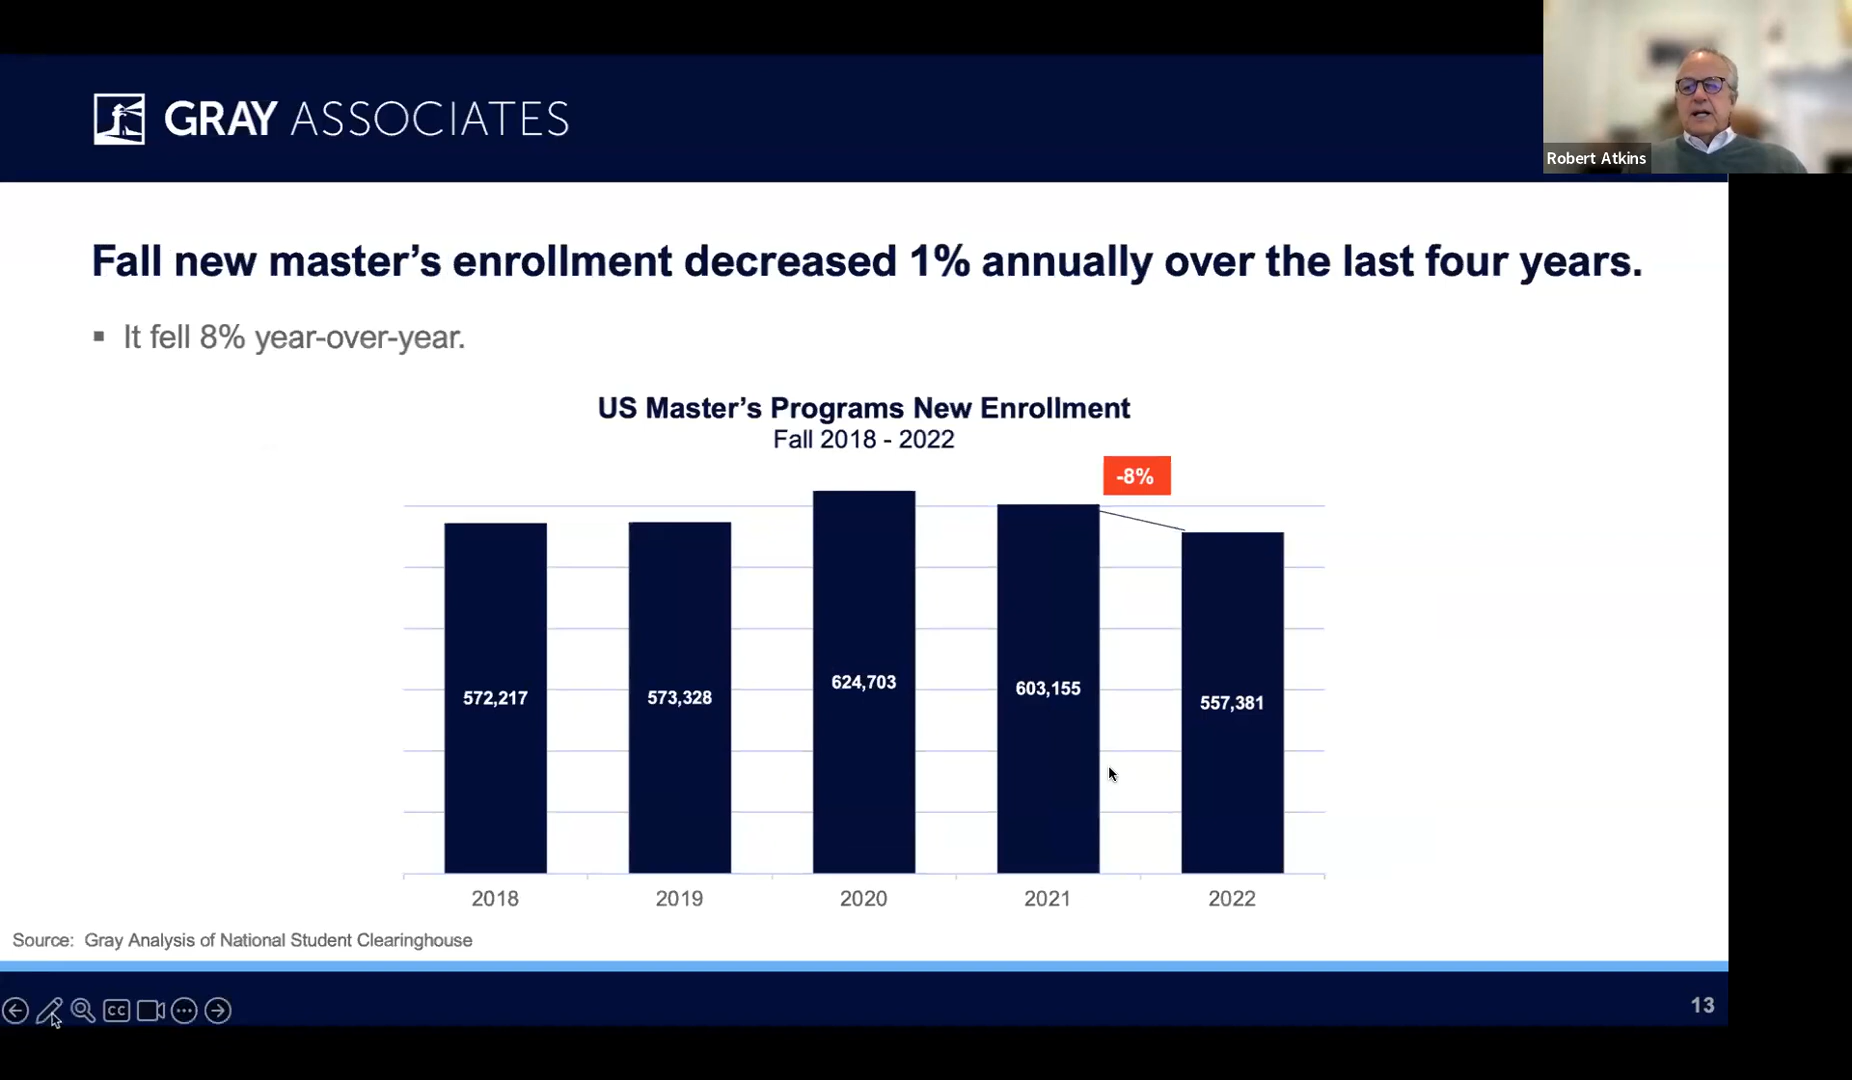 GRAY ASSOCIATES
Robert Atkins
Fall new master’s enrollment decreased 1% annually over the last four years.
▪ It fell 8% year-over-year.
US Master’s Programs New Enrollment
Fall 2018 - 2022
-8%
572,217
573,328
624,703
603,155
557,381
2018
2019
2020
2021
2022
Source: Gray Analysis of National Student Clearinghouse
CC
13